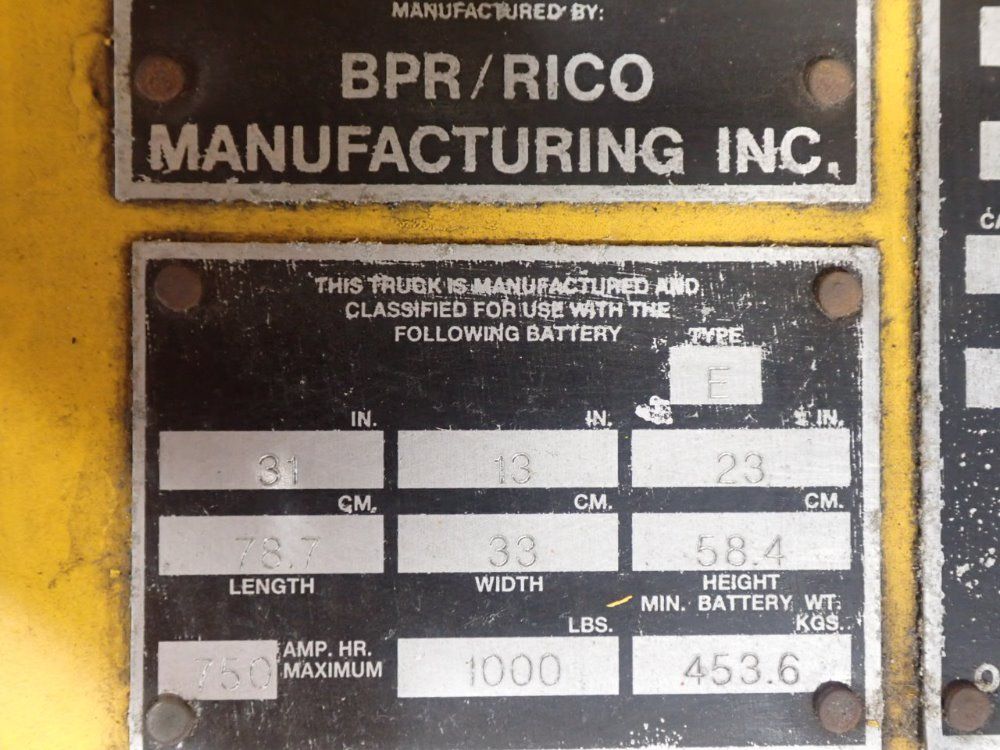 MANUFACTURED BY:
BPR/RICO
MANUFACTURING INC.
THIS TRUCK IS MANUFACTURED AND
CLASSIFIED FOR USE WITH THE
FOLLOWING BATTERY
TYPE
E
IN. IN. IN.
31 13 23
CM. CM. CM.
78.7 33 58.4
LENGTH WIDTH HEIGHT
MIN. BATTERY WT.
LBS. KGS.
750 AMP. HR. MAXIMUM 1000 453.6